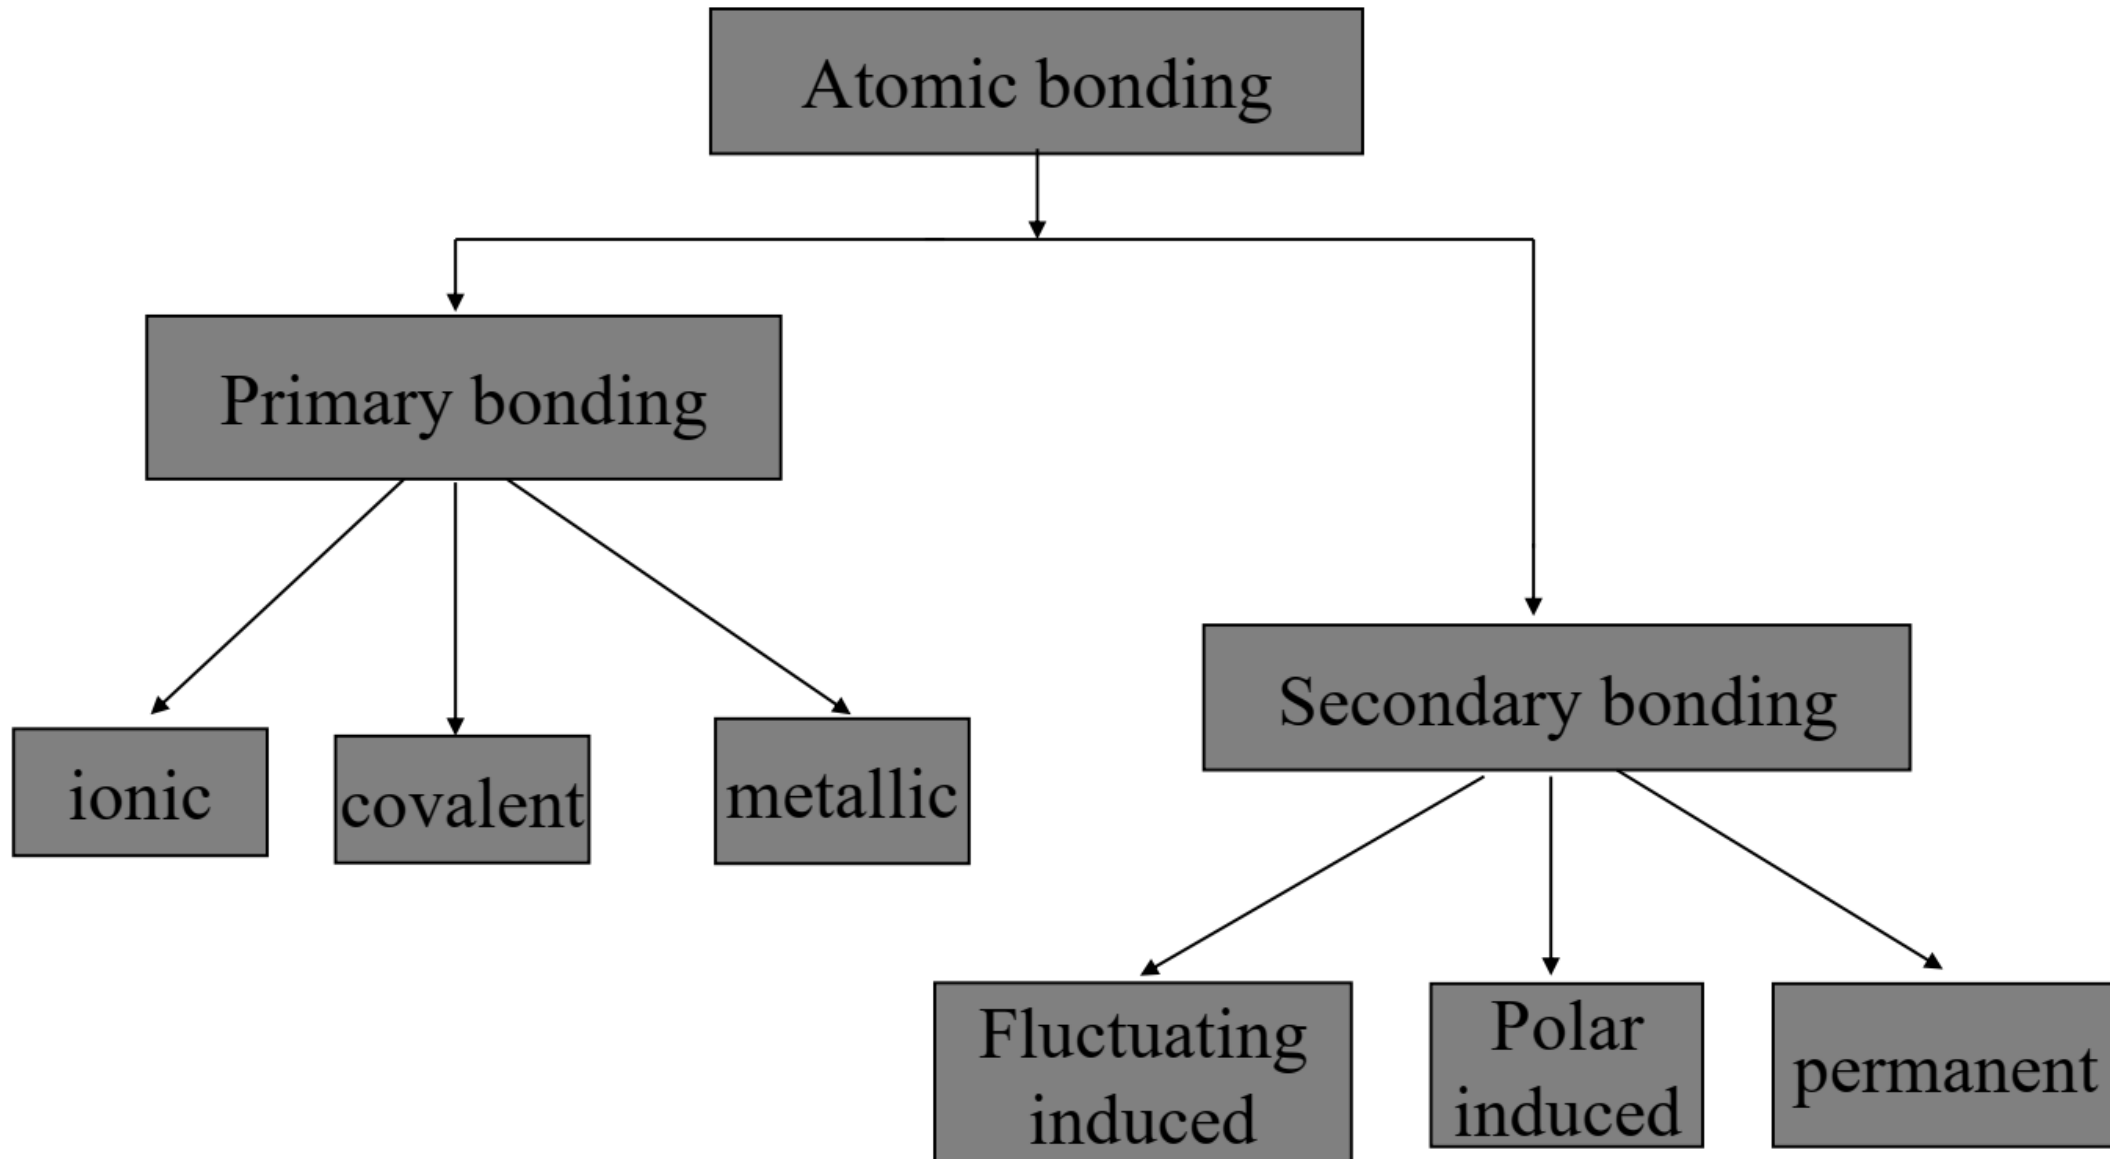 Atomic bonding
Primary bonding
Secondary bonding
ionic
covalent
metallic
Fluctuating
induced
Polar
induced
permanent